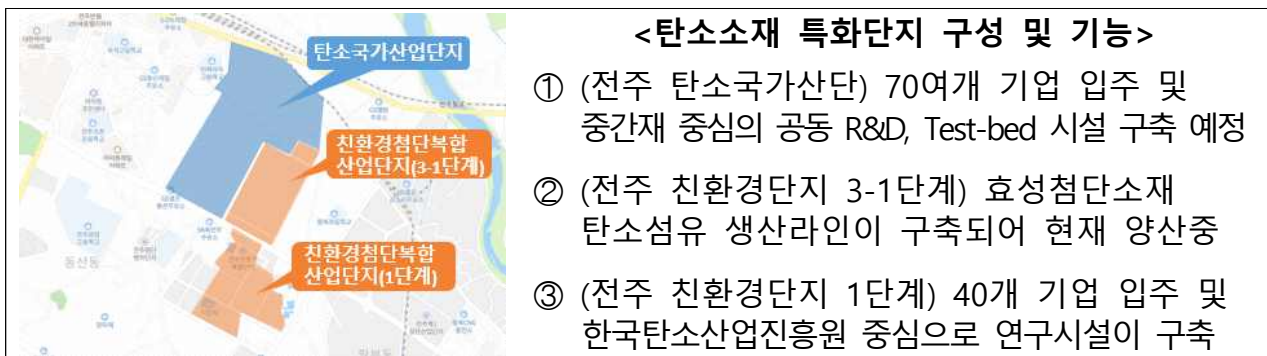 탄소국가산업단지
친환경첨단복합
산업단지(3-1단계)
친환경첨단복합
산업단지(1단계)
동산동
<탄소소재 특화단지 구성 및 기능>
① (전주 탄소국가산단) 70여개 기업 입주 및
중간재 중심의 공동 R&D, Test-bed 시설 구축 예정
② (전주 친환경단지 3-1단계) 효성첨단소재
탄소섬유 생산라인이 구축되어 현재 양산중
③ (전주 친환경단지 1단계) 40개 기업 입주 및
한국탄소산업진흥원 중심으로 연구시설이 구축